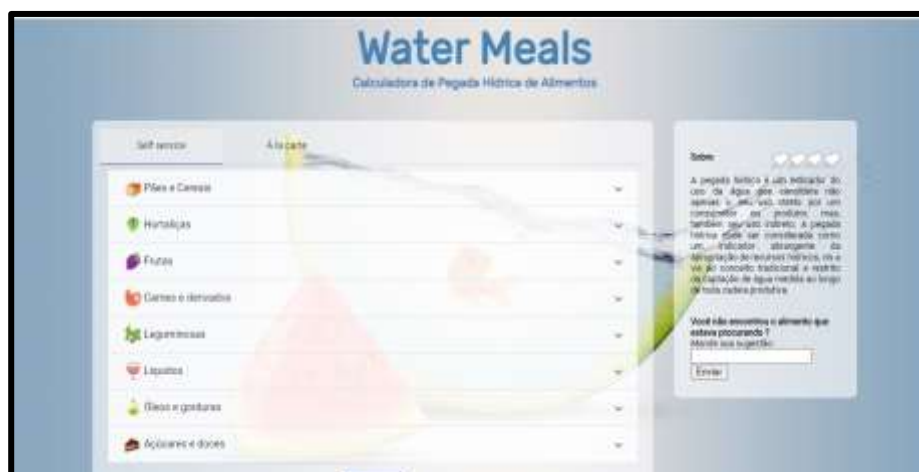 Water Meals
Calculadora de Pegada Hídrica de Alimentos
Self service
À la carte
Pães e Cereais
Hortaliças
Frutas
Carnes e derivados
Leguminosas
Líquidos
Óleos e gorduras
Açúcares e doces
Sobre
A pegada hídrica é um indicador do
uso da água que considera não
apenas o seu uso direto por um
consumidor ou produtor, mas,
também seu uso indireto. A pegada
hídrica pode ser considerada como
um indicador abrangente da
apropriação de recursos hídricos,
vis do conceito tradicional e restrito
da captação de água medida ao longo
de toda cadeia produtiva.
Você não encontrou o alimento que
estava procurando ?
Mande sua sugestão:
Enviar